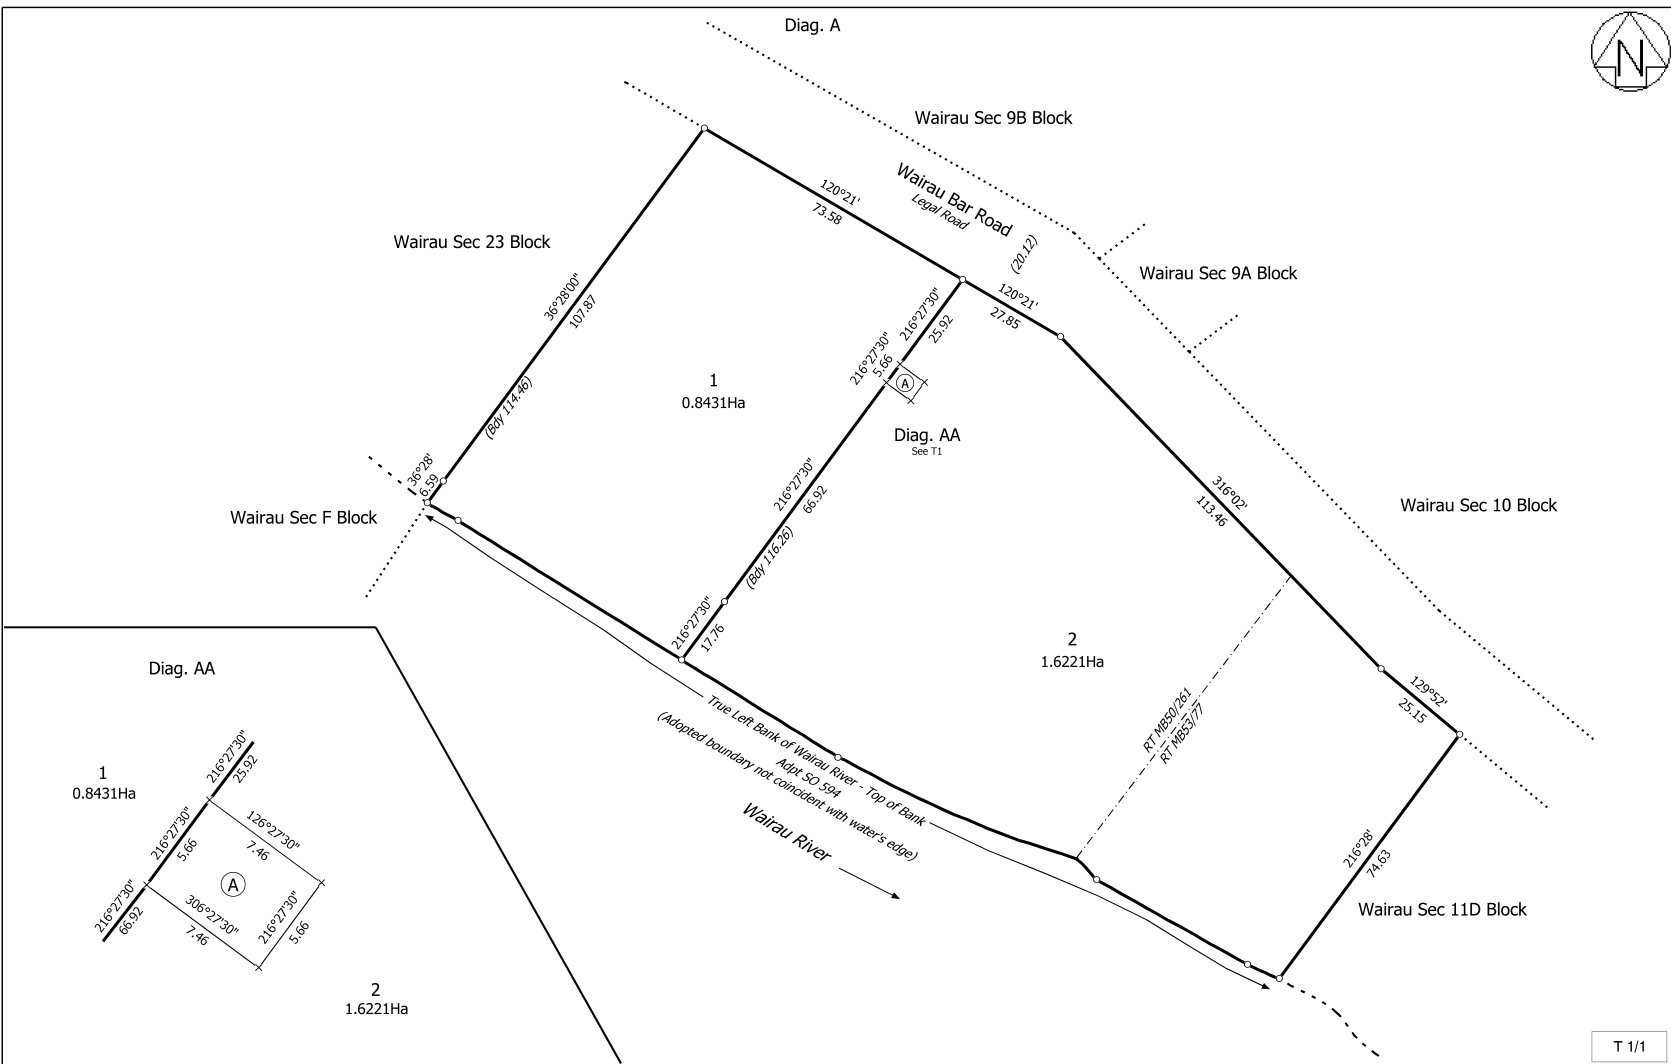 Diag. A
N
Wairau Sec 9B Block
Wairau Bar Road
Legal Road
(20.12)
120°21'
73.58
Wairau Sec 23 Block
Wairau Sec 9A Block
36°28'00"
107.87
(Bdy 114.46)
120°21'
27.85
216°27'30"
25.92
216°27'30"
5.66
A
1
0.8431Ha
Diag. AA
See T1
36°28'
6.59
216°27'30"
66.92
(Bdy 116.26)
316°02'
113.46
Wairau Sec 10 Block
Wairau Sec F Block
216°27'30"
17.76
2
1.6221Ha
RT MB50/261
RT MB53/77
129°52'
25.15
True Left Bank of Wairau River - Top of Bank
Adpt SO 594
(Adopted boundary not coincident with water's edge)
Wairau River
216°28'
74.63
Wairau Sec 11D Block
Diag. AA
216°27'30"
25.92
1
0.8431Ha
216°27'30"
5.66
126°27'30"
7.46
A
216°27'30"
66.92
306°27'30"
7.46
216°27'30"
5.66
2
1.6221Ha
T 1/1